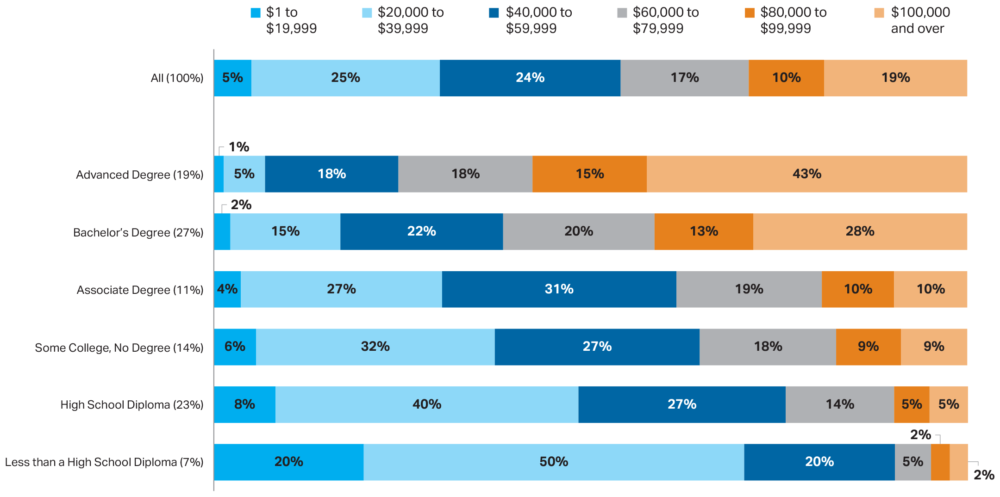 $1 to
$19,999
$20,000 to
$39,999
$40,000 to
$59,999
$60,000 to
$79,999
$80,000 to
$99,999
$100,000
and over
All (100%) 5% 25% 24% 17% 10% 19%
1%
Advanced Degree (19%) 5% 18% 18% 15% 43%
2%
Bachelor’s Degree (27%) 15% 22% 20% 13% 28%
Associate Degree (11%) 4% 27% 31% 19% 10% 10%
Some College, No Degree (14%) 6% 32% 27% 18% 9% 9%
High School Diploma (23%) 8% 40% 27% 14% 5% 5%
2%
Less than a High School Diploma (7%) 20% 50% 20% 5%
2%